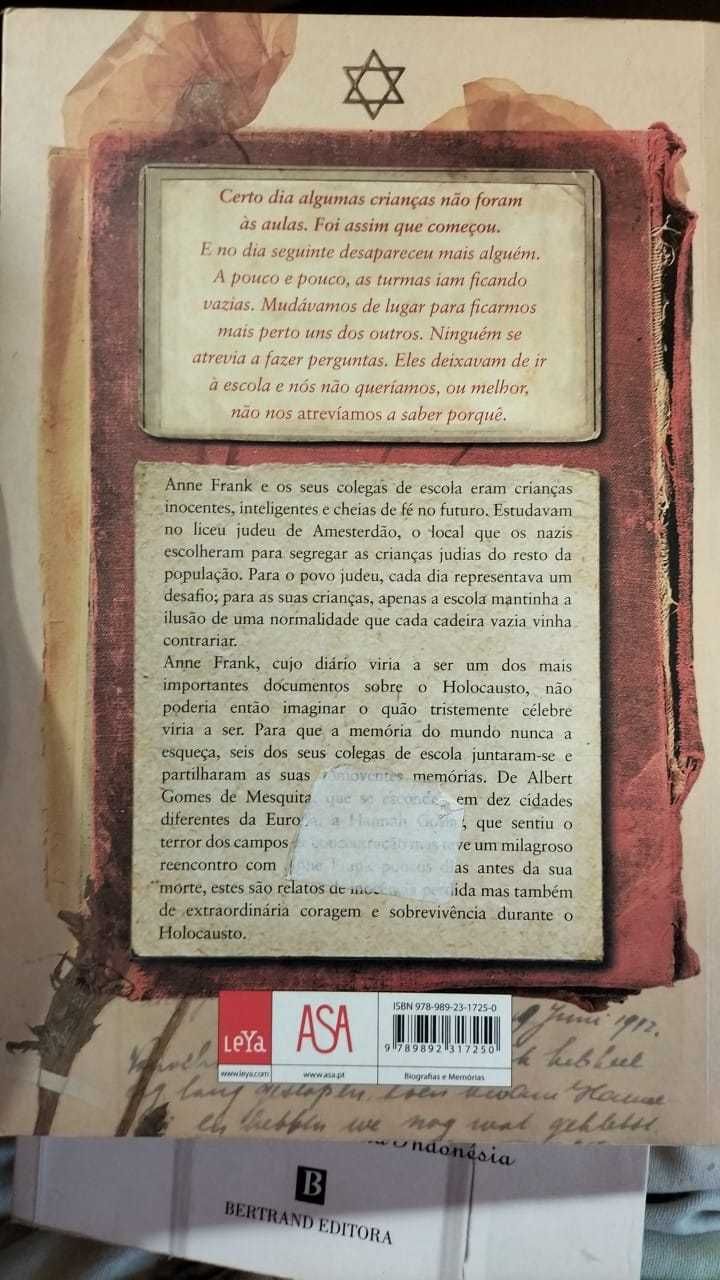 Certo dia algumas crianças não foram
às aulas. Foi assim que começou.
E no dia seguinte desapareceu mais alguém.
A pouco e pouco, as turmas iam ficando
vazias. Mudávamos de lugar para ficarmos
mais perto uns dos outros. Ninguém se
atrevia a fazer perguntas. Eles deixavam de ir
à escola e nós não queríamos, ou melhor,
não nos atrevíamos a saber porquê.
Anne Frank e os seus colegas de escola eram crianças
inocentes, inteligentes e cheias de fé no futuro. Estudavam
no liceu judeu de Amesterdão, o local que os nazis
escolheram para segregar as crianças judias do resto da
população. Para o povo judeu, cada dia representava um
desafio; para as suas crianças, apenas a escola mantinha a
ilusão de uma normalidade que cada cadeira vazia vinha
contrariar.
Anne Frank, cujo diário viria a ser um dos mais
importantes documentos sobre o Holocausto, não
poderia então imaginar o quão tristemente célebre
viria a ser. Para que a memória do mundo nunca a
esqueça, seis dos seus colegas de escola juntaram-se e
partilharam as suas comoventes memórias. De Albert
Gomes de Mesquita, que se escondeu em dez cidades
diferentes da Europa, a Hannah que sentiu o
terror dos campos de concentração mas teve um milagroso
reencontro com Anne Frank poucos dias antes da sua
morte, estes são relatos de inocência perdida mas também
de extraordinária coragem e sobrevivência durante o
Holocausto.
LeYa
www.leya.com
ASA
www.asa.pt
ISBN 978-989-23-1725-0
9 789892 317250
Biografias e Memórias
Juni 1942.
Indonésia
B
BERTRAND EDITORA